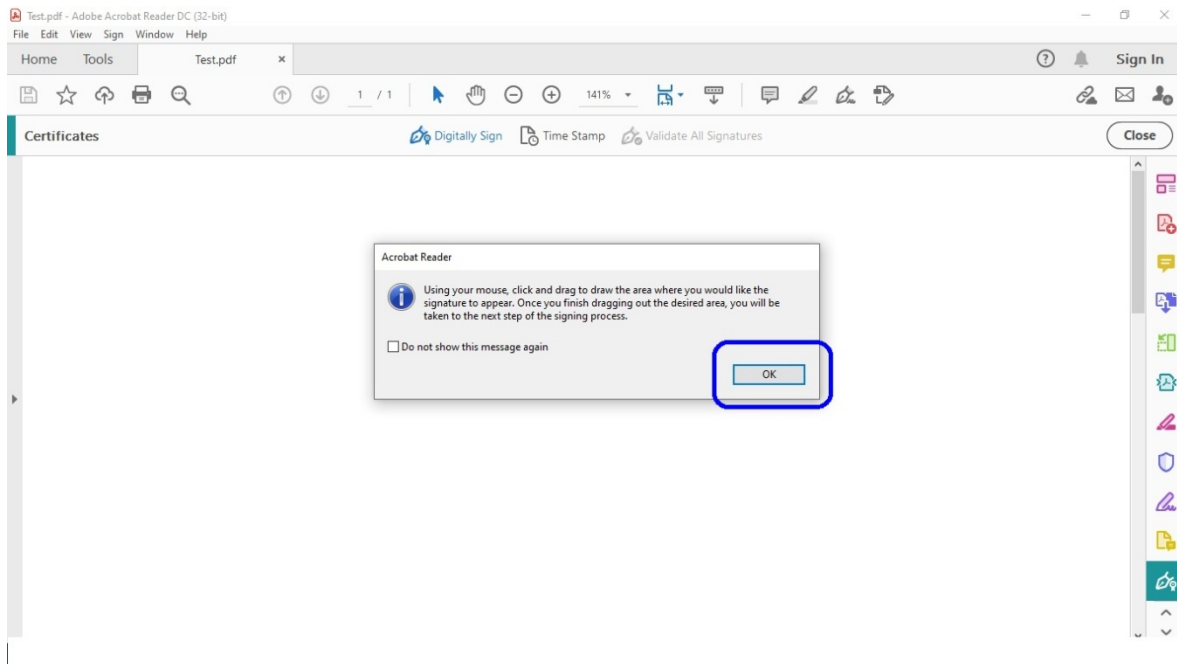 Test.pdf - Adobe Acrobat Reader DC (32-bit)
File Edit View Sign Window Help
Home Tools Test.pdf × ? Sign In
1 / 1 141%
Certificates Digitally Sign Time Stamp Validate All Signatures Close
Acrobat Reader
Using your mouse, click and drag to draw the area where you would like the
signature to appear. Once you finish dragging out the desired area, you will be
taken to the next step of the signing process.
Do not show this message again
OK